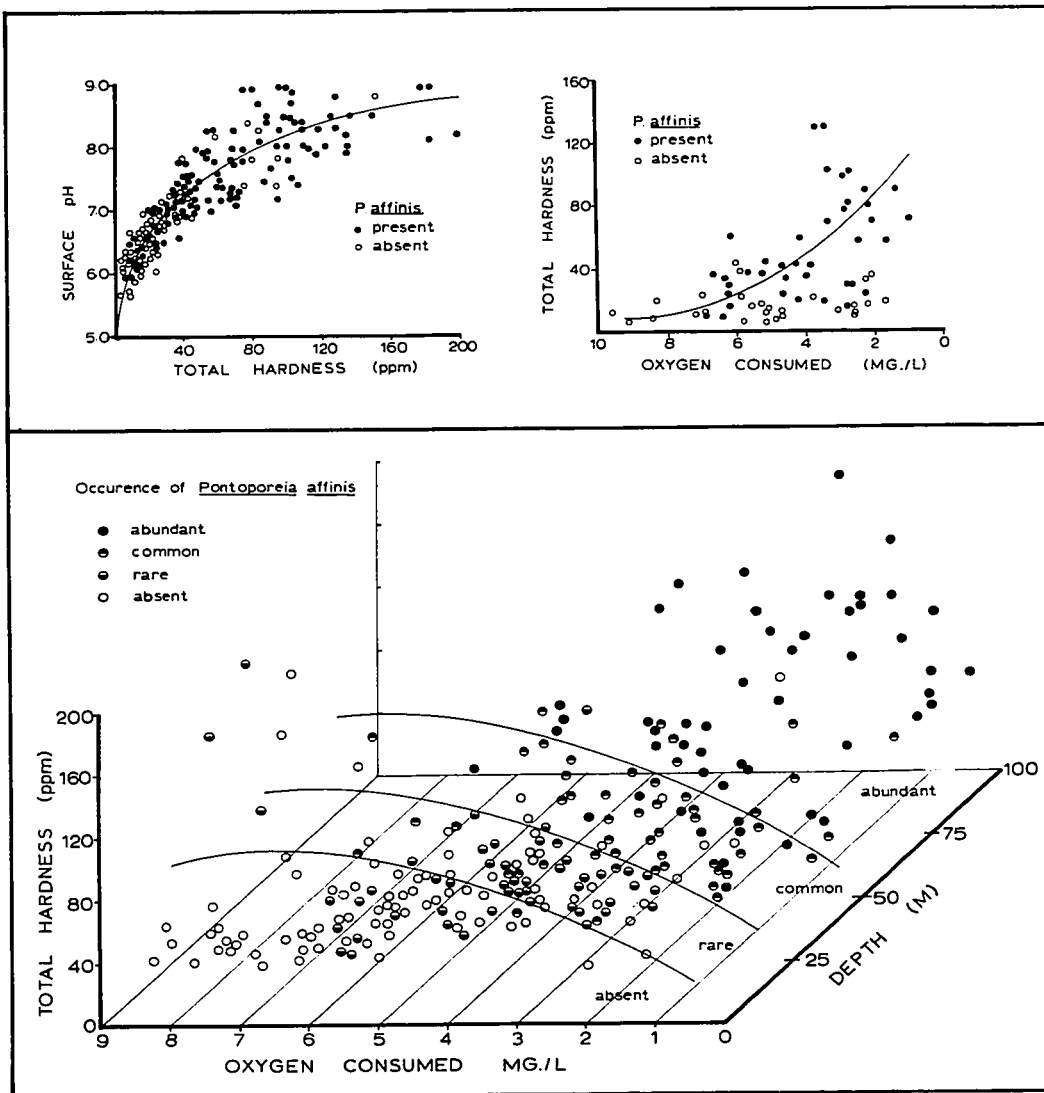 9.0
8.0
7.0
6.0
5.0
SURFACE pH
40 80 120 160 200
TOTAL HARDNESS (ppm)
P. affinis
present
absent
160
120
80
40
TOTAL HARDNESS (ppm)
P. affinis
present
absent
10 8 6 4 2 0
OXYGEN CONSUMED (MG./L)
Occurence of Pontoporeia affinis
abundant
common
rare
absent
200
160
120
80
40
0
TOTAL HARDNESS (ppm)
9 8 7 6 5 4 3 2 1 0
OXYGEN CONSUMED MG./L
100
75
50
25
DEPTH (M)
abundant
common
rare
absent